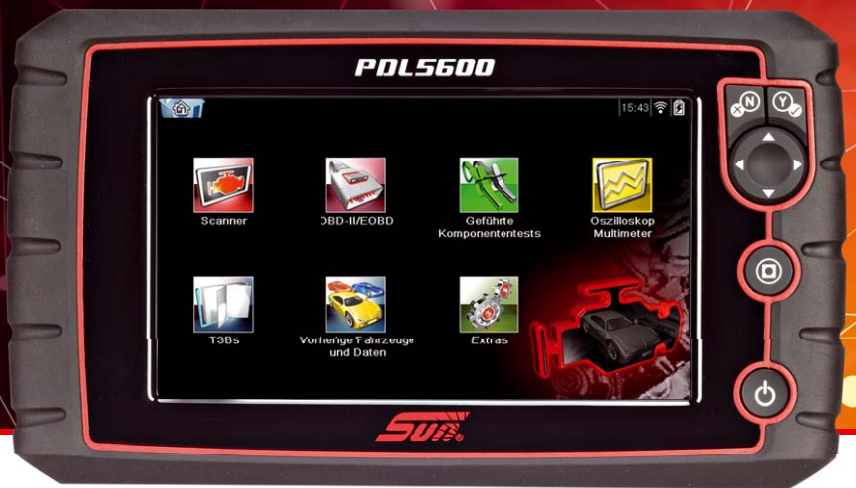 PDL5600
15:43
N
Y
Scanner
OBD-II/EOBD
Geführte
Komponententests
Oszilloskop
Multimeter
TSBs
Vorherige Fahrzeuge
und Daten
Extras
Sun